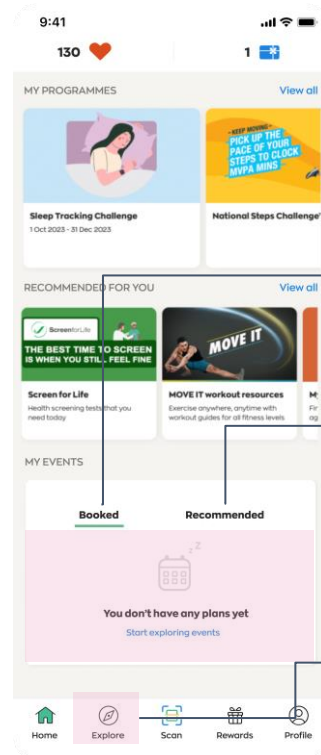 9:41
130
1
MY PROGRAMMES
View all
-KEEP MOVING-
PICK UP THE
PACE OF YOUR
STEPS TO CLOCK
MVPA MINS
Sleep Tracking Challenge
1 Oct 2023 - 31 Dec 2023
National Steps Challenge™
RECOMMENDED FOR YOU
View all
ScreenforLife
THE BEST TIME TO SCREEN
IS WHEN YOU STILL FEEL FINE
MOVE IT
Screen for Life
Health screening tests that you
need today
MOVE IT workout resources
Exercise anywhere, anytime with
workout guides for all fitness levels
MY EVENTS
Booked
Recommended
z Z
You don't have any plans yet
Start exploring events
Home
Explore
Scan
Rewards
Profile